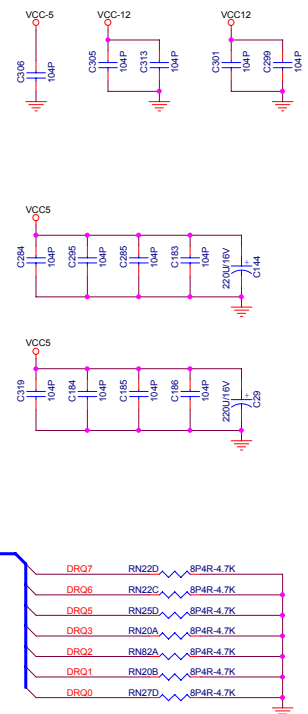 VCC-5 VCC-12 VCC12
C306 104P C305 104P C313 104P C301 104P C299 104P
VCC5
C284 104P C295 104P C285 104P C183 104P 220U/16V + C144
VCC5
C319 104P C184 104P C185 104P C186 104P 220U/16V + C29
DRQ7 RN22D 8P4R-4.7K
DRQ6 RN22C 8P4R-4.7K
DRQ5 RN25D 8P4R-4.7K
DRQ3 RN20A 8P4R-4.7K
DRQ2 RN82A 8P4R-4.7K
DRQ1 RN20B 8P4R-4.7K
DRQ0 RN27D 8P4R-4.7K